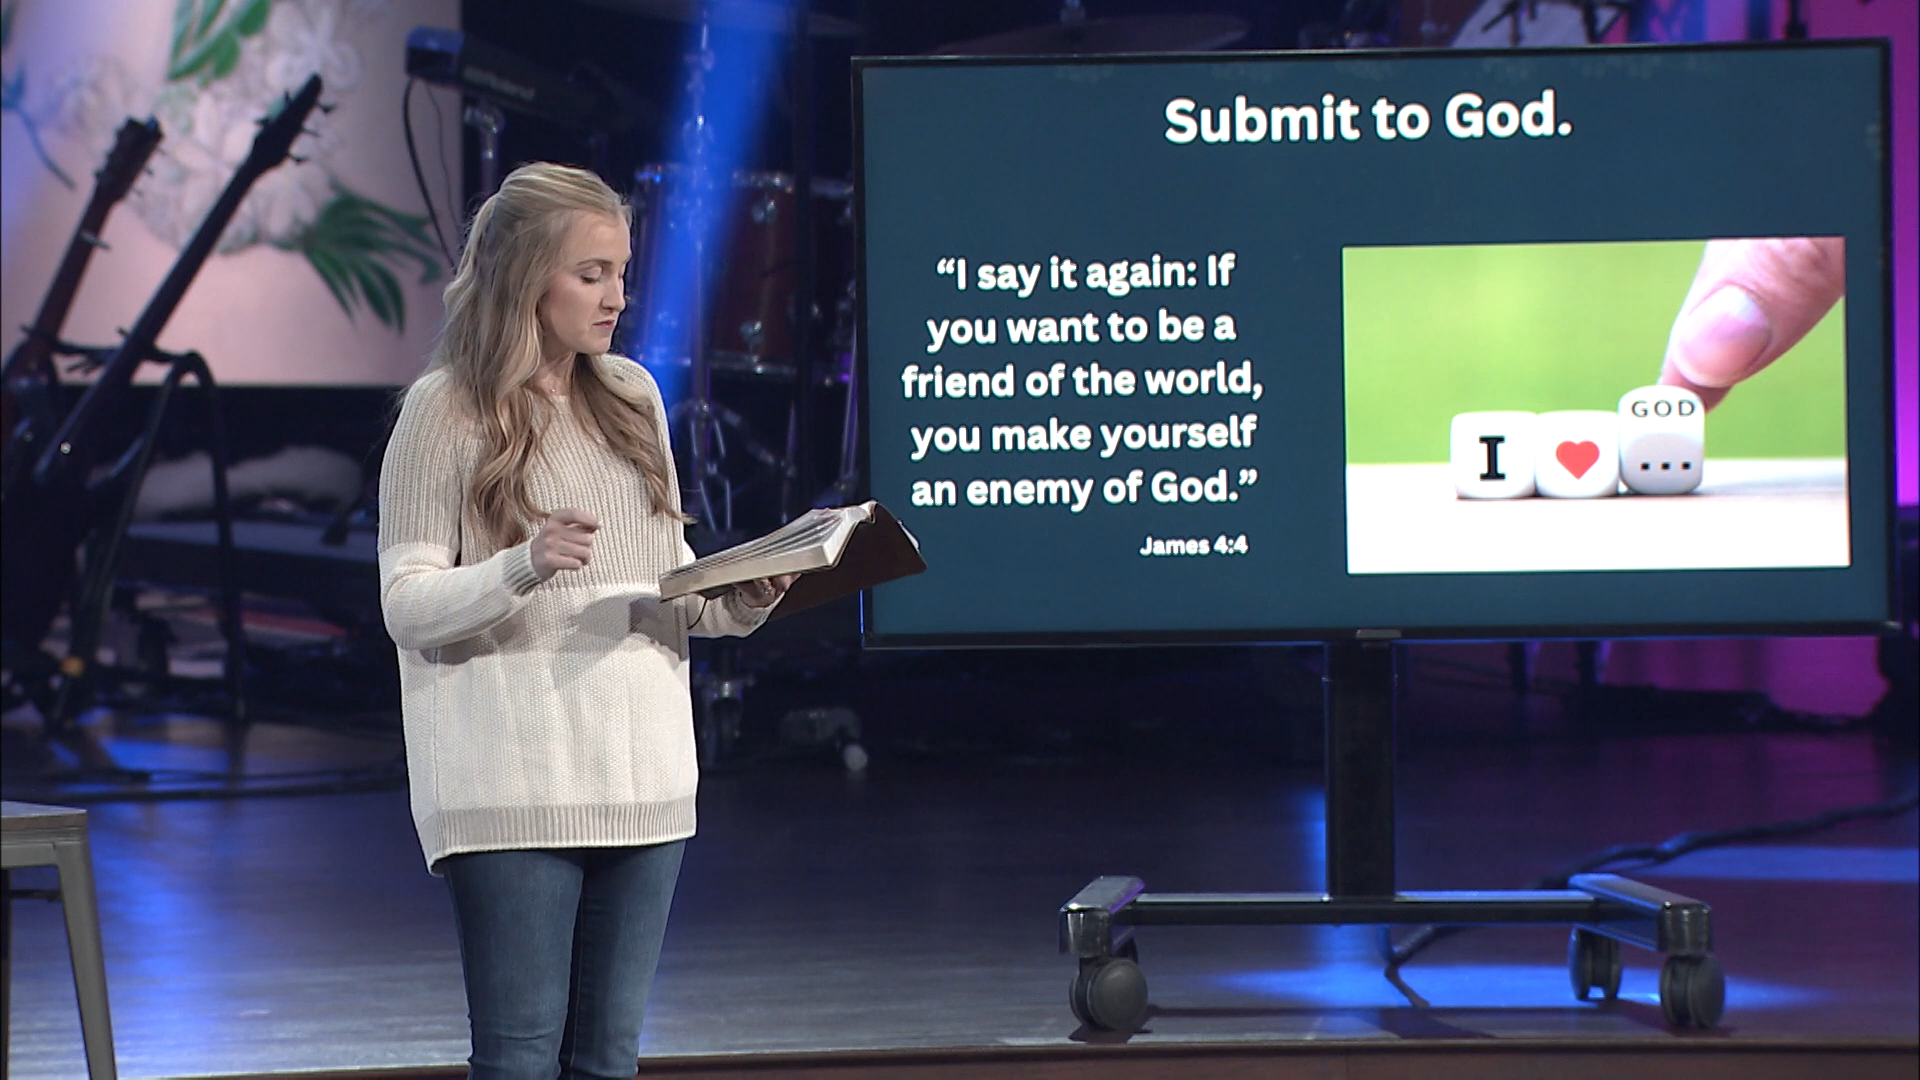 Submit to God.
“I say it again: If
you want to be a
friend of the world,
you make yourself
an enemy of God.”
James 4:4
GOD
I ♥ ...